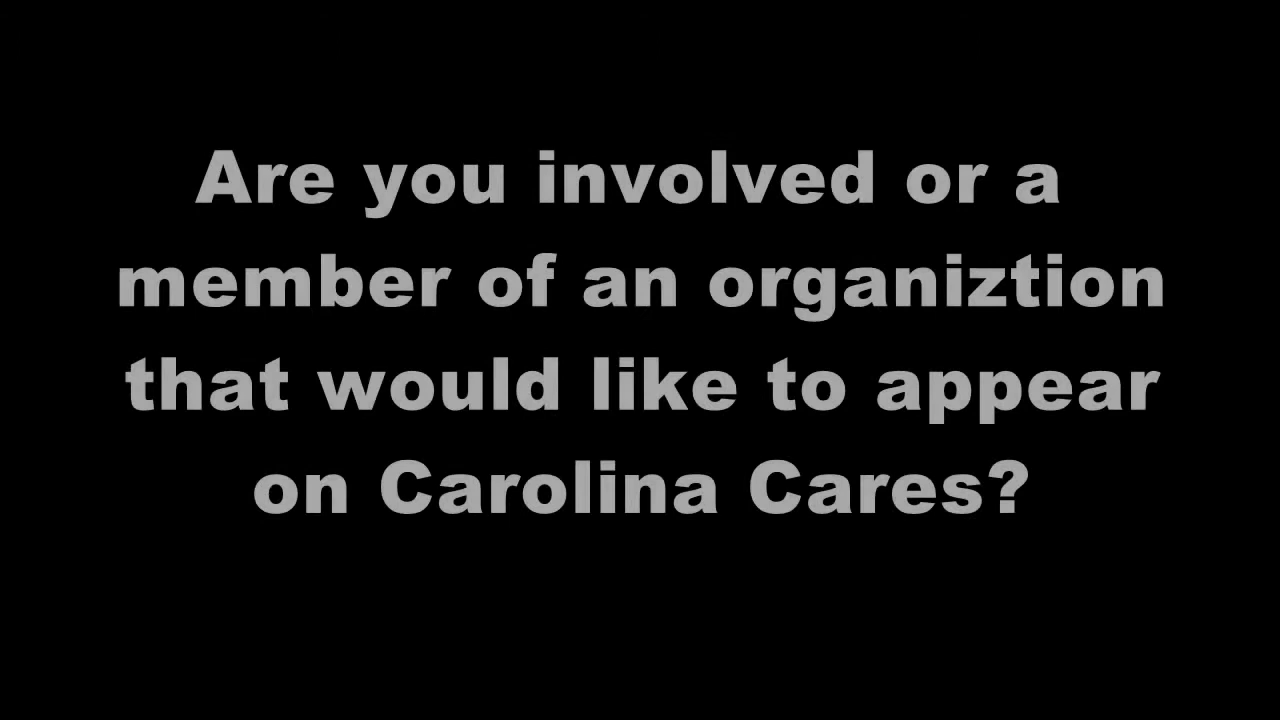 Are you involved or a
member of an organiztion
that would like to appear
on Carolina Cares?